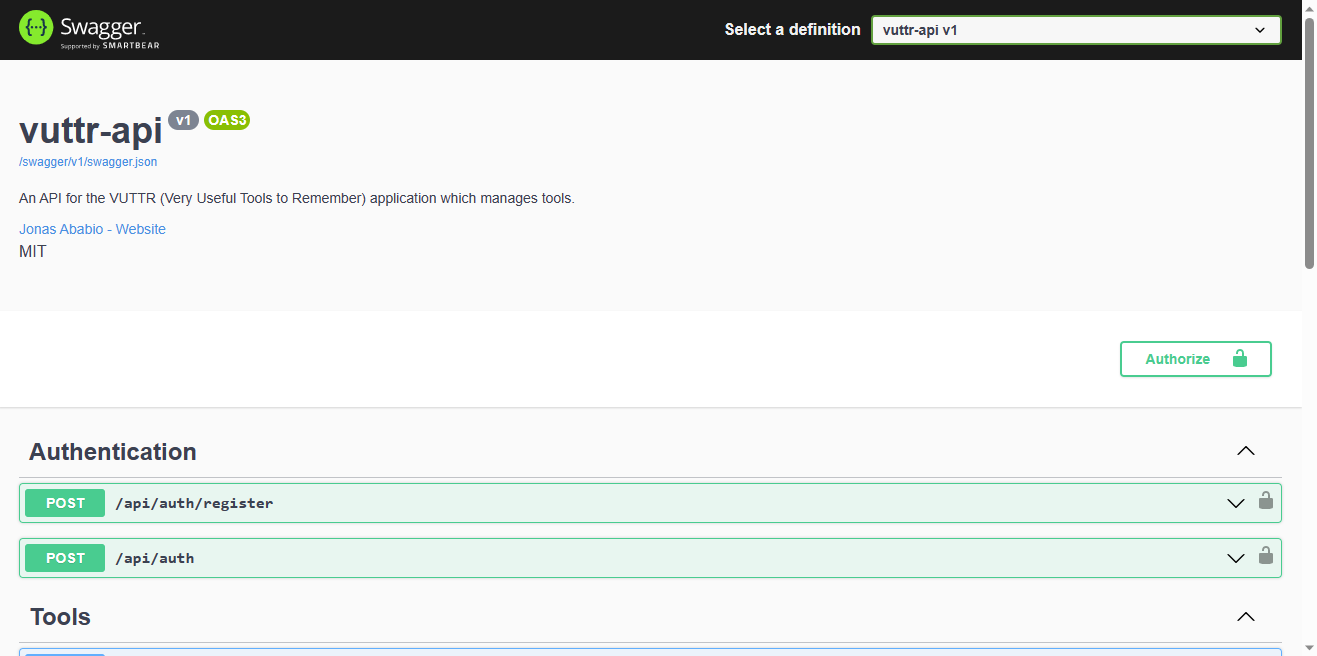 Swagger
Supported by SMARTBEAR
Select a definition
vuttr-api v1
vuttr-api v1 OAS3
/swagger/v1/swagger.json
An API for the VUTTR (Very Useful Tools to Remember) application which manages tools.
Jonas Ababio - Website
MIT
Authorize
Authentication
POST /api/auth/register
POST /api/auth
Tools